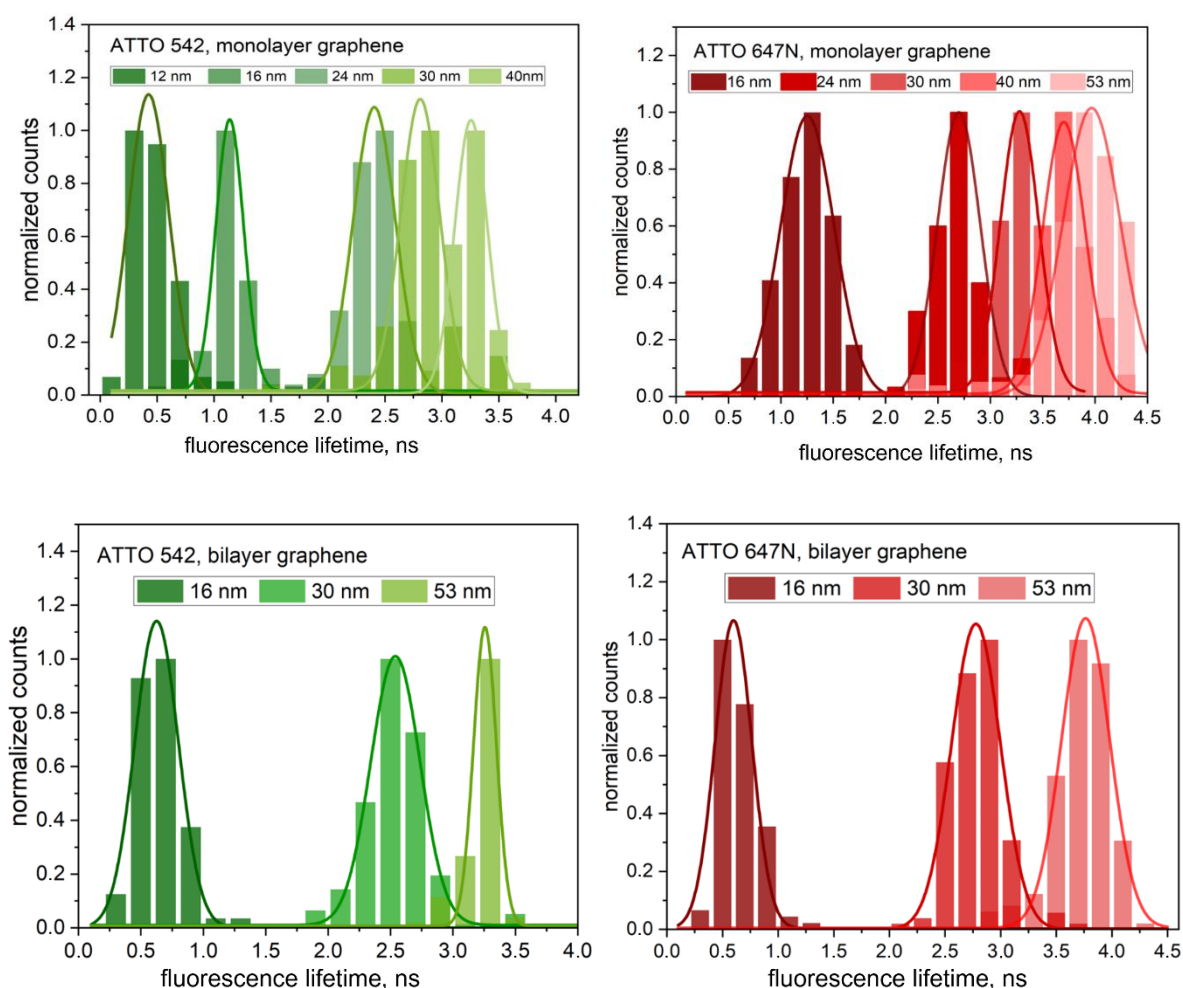 ATTO 542, monolayer graphene
12 nm 16 nm 24 nm 30 nm 40nm
normalized counts
1.4
1.2
1.0
0.8
0.6
0.4
0.2
0.0
0.0 0.5 1.0 1.5 2.0 2.5 3.0 3.5 4.0
fluorescence lifetime, ns
ATTO 647N, monolayer graphene
16 nm 24 nm 30 nm 40 nm 53 nm
normalized counts
1.2
1.0
0.8
0.6
0.4
0.2
0.0
0.0 0.5 1.0 1.5 2.0 2.5 3.0 3.5 4.0 4.5
fluorescence lifetime, ns
ATTO 542, bilayer graphene
16 nm 30 nm 53 nm
normalized counts
1.4
1.2
1.0
0.8
0.6
0.4
0.2
0.0
0.0 0.5 1.0 1.5 2.0 2.5 3.0 3.5 4.0
fluorescence lifetime, ns
ATTO 647N, bilayer graphene
16 nm 30 nm 53 nm
normalized counts
1.4
1.2
1.0
0.8
0.6
0.4
0.2
0.0
0.0 0.5 1.0 1.5 2.0 2.5 3.0 3.5 4.0 4.5
fluorescence lifetime, ns